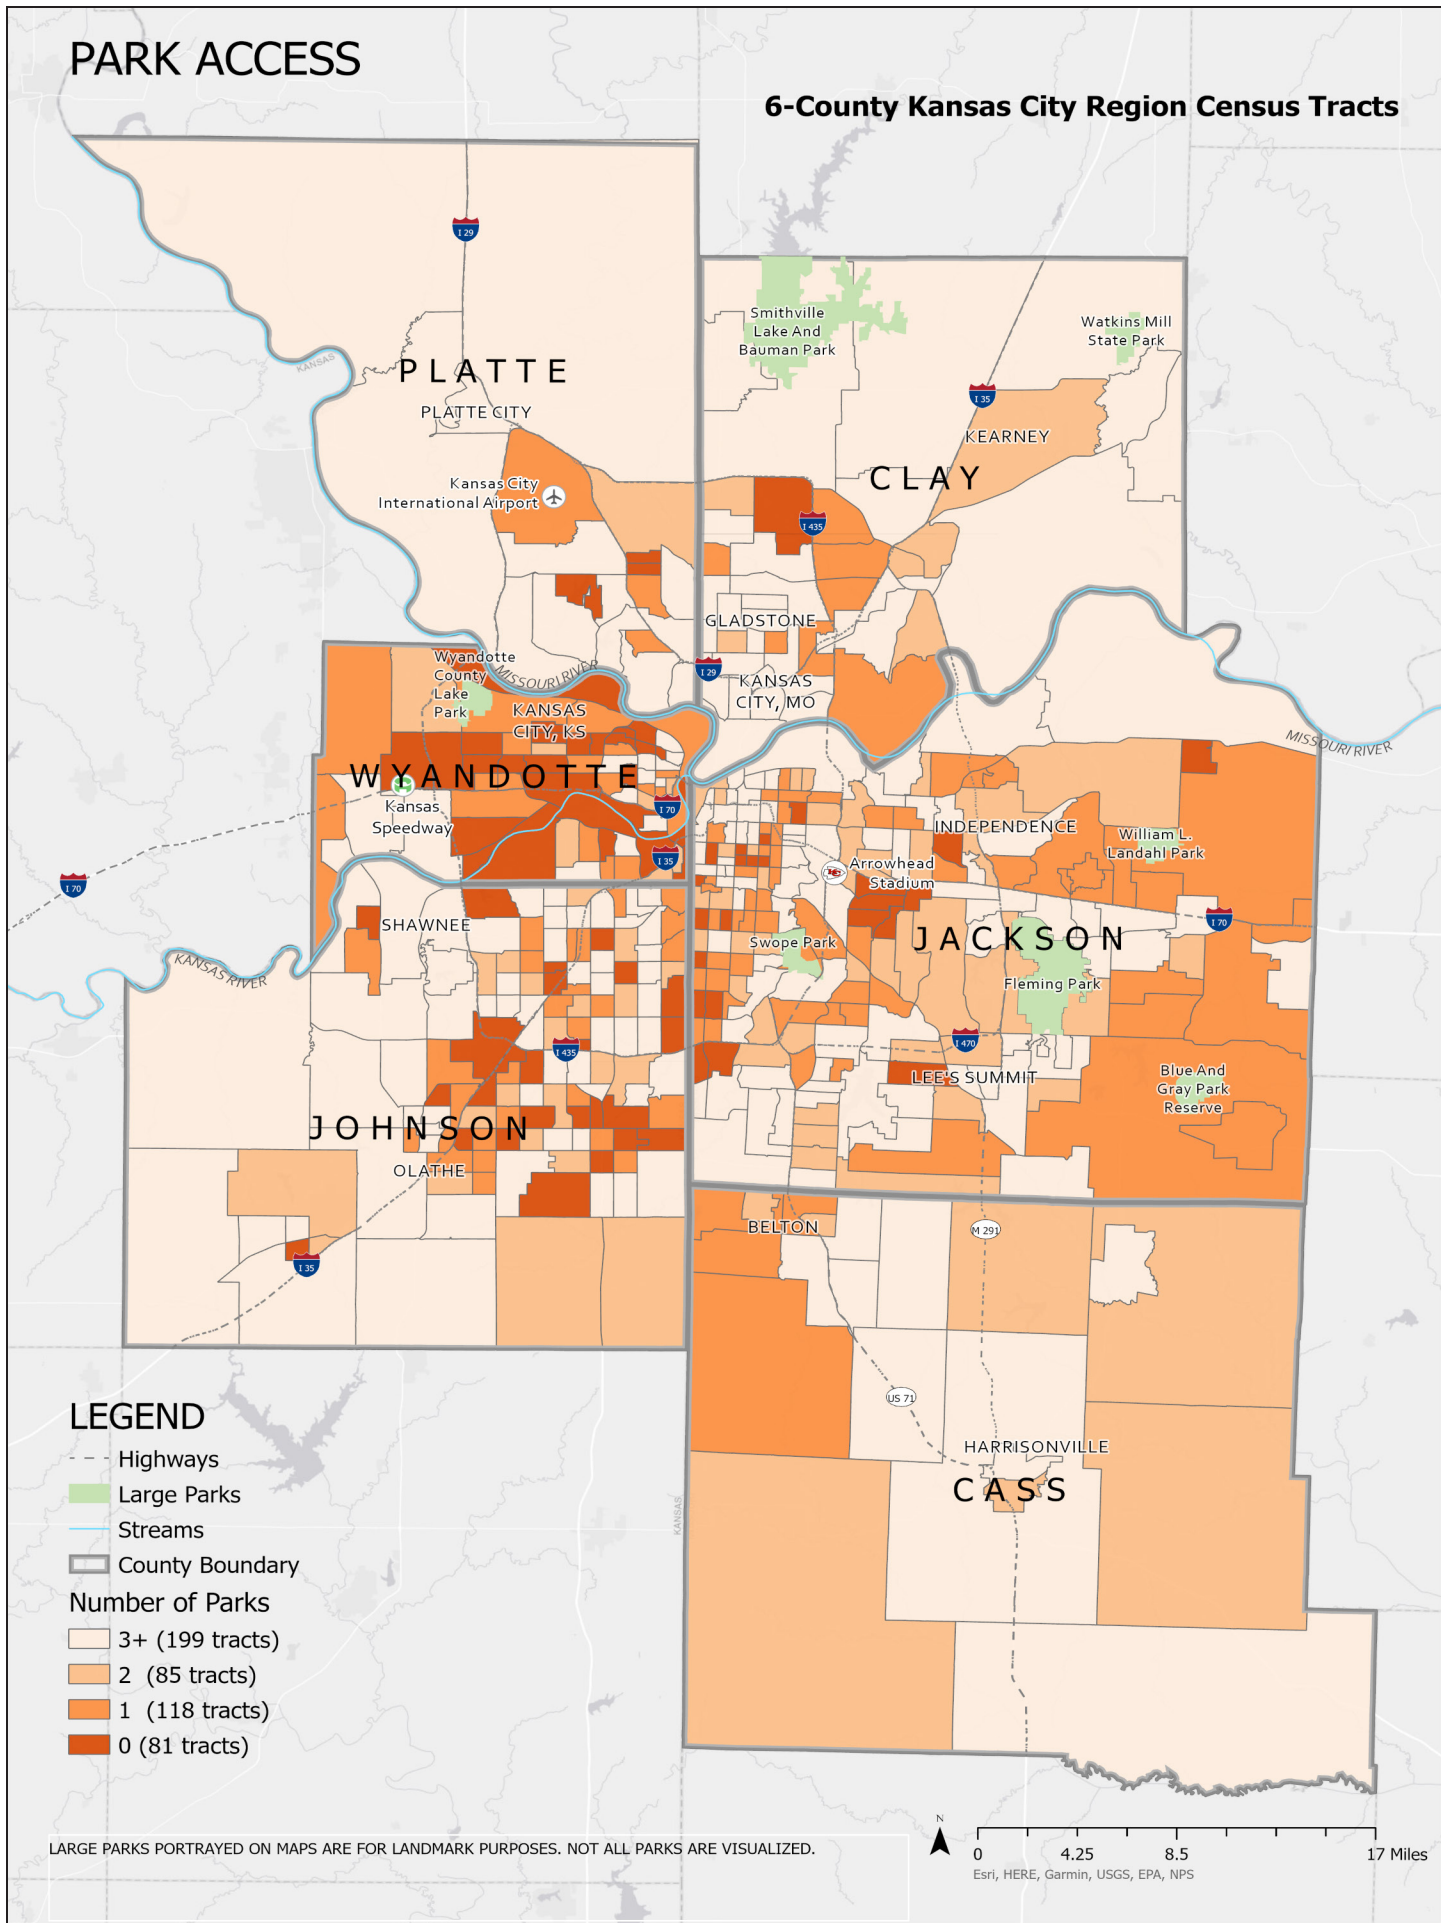 PARK ACCESS
6-County Kansas City Region Census Tracts
I 29
Smithville
Lake And
Bauman Park
Watkins Mill
State Park
KANSAS
PLATTE
PLATTE CITY
I 35
KEARNEY
CLAY
Kansas City
International Airport
I 435
GLADSTONE
Wyandotte
County
Lake
Park
MISSOURI RIVER
I 29
KANSAS
CITY, MO
KANSAS
CITY, KS
MISSOURI RIVER
WYANDOTTE
Kansas
Speedway
I 70
INDEPENDENCE
William L.
Landahl Park
I 35
Arrowhead
Stadium
I 70
SHAWNEE
I 70
Swope Park
JACKSON
KANSAS RIVER
Fleming Park
I 435
I 470
LEE'S SUMMIT
Blue And
Gray Park
Reserve
JOHNSON
OLATHE
BELTON
M 291
I 35
US 71
HARRISONVILLE
CASS
KANSAS
LEGEND
Highways
Large Parks
Streams
County Boundary
Number of Parks
3+ (199 tracts)
2 (85 tracts)
1 (118 tracts)
0 (81 tracts)
LARGE PARKS PORTRAYED ON MAPS ARE FOR LANDMARK PURPOSES. NOT ALL PARKS ARE VISUALIZED.
N
0 4.25 8.5 17 Miles
Esri, HERE, Garmin, USGS, EPA, NPS